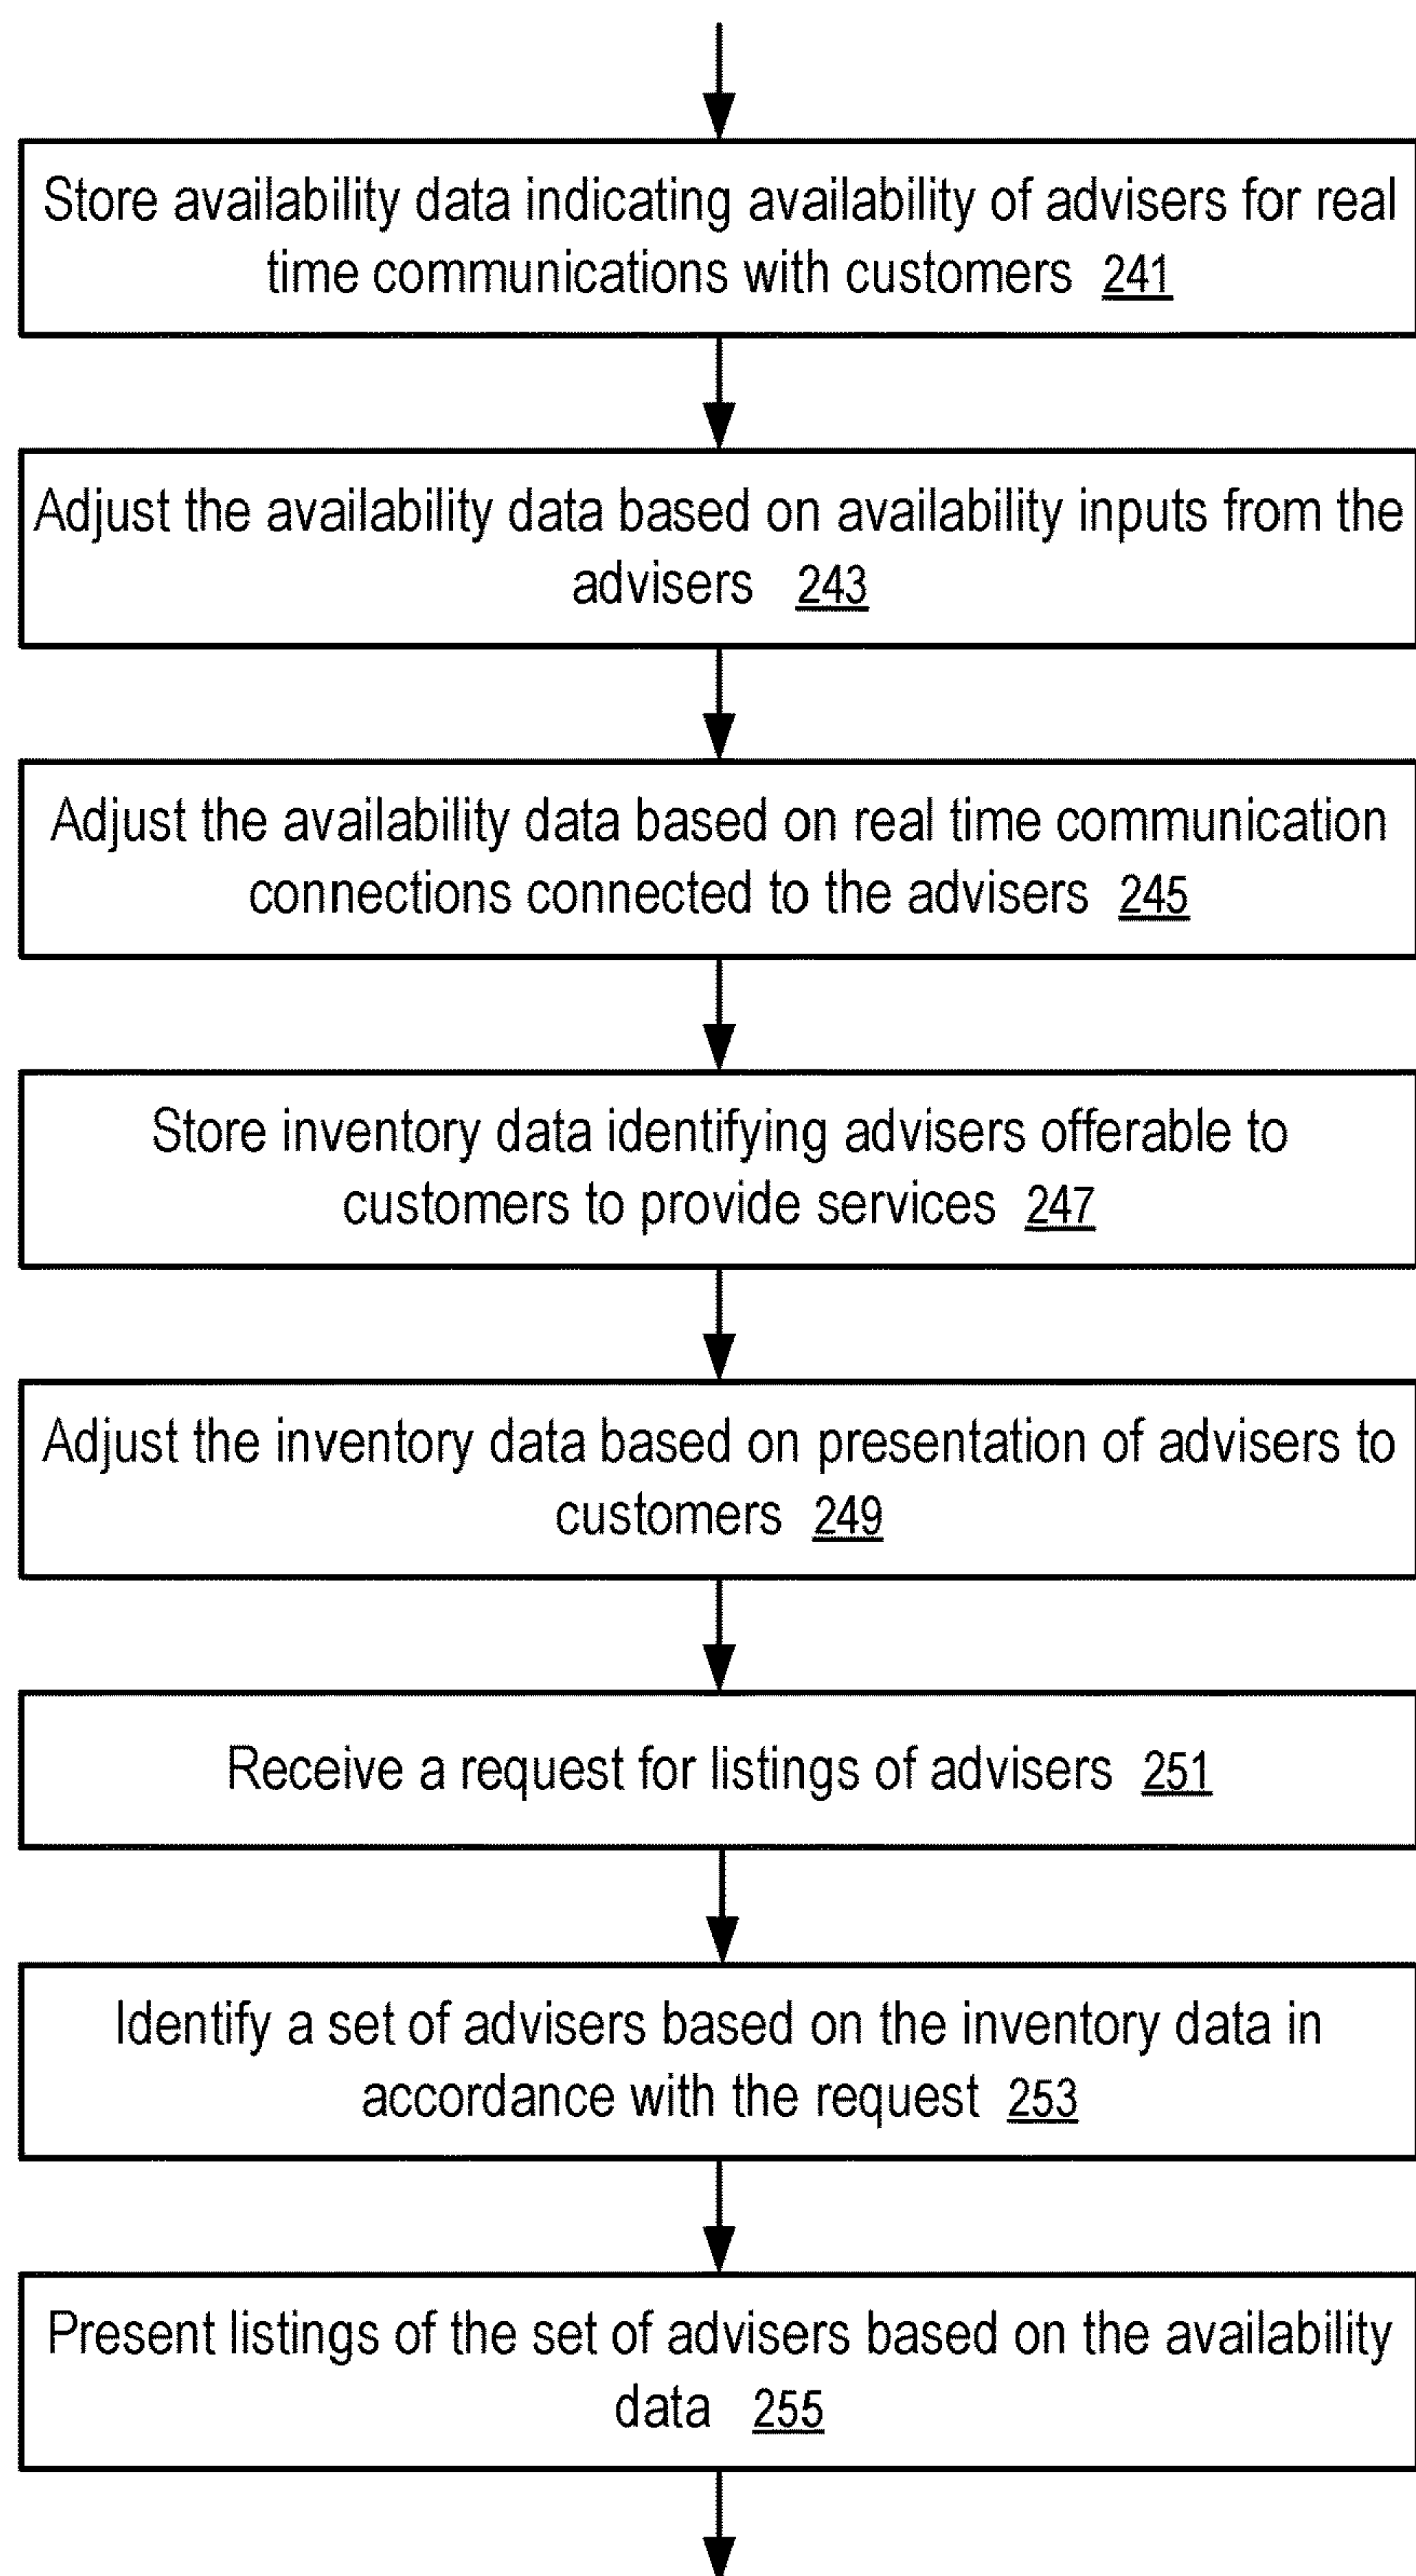 Store availability data indicating availability of advisers for real
time communications with customers 241
Adjust the availability data based on availability inputs from the
advisers 243
Adjust the availability data based on real time communication
connections connected to the advisers 245
Store inventory data identifying advisers offerable to
customers to provide services 247
Adjust the inventory data based on presentation of advisers to
customers 249
Receive a request for listings of advisers 251
Identify a set of advisers based on the inventory data in
accordance with the request 253
Present listings of the set of advisers based on the availability
data 255